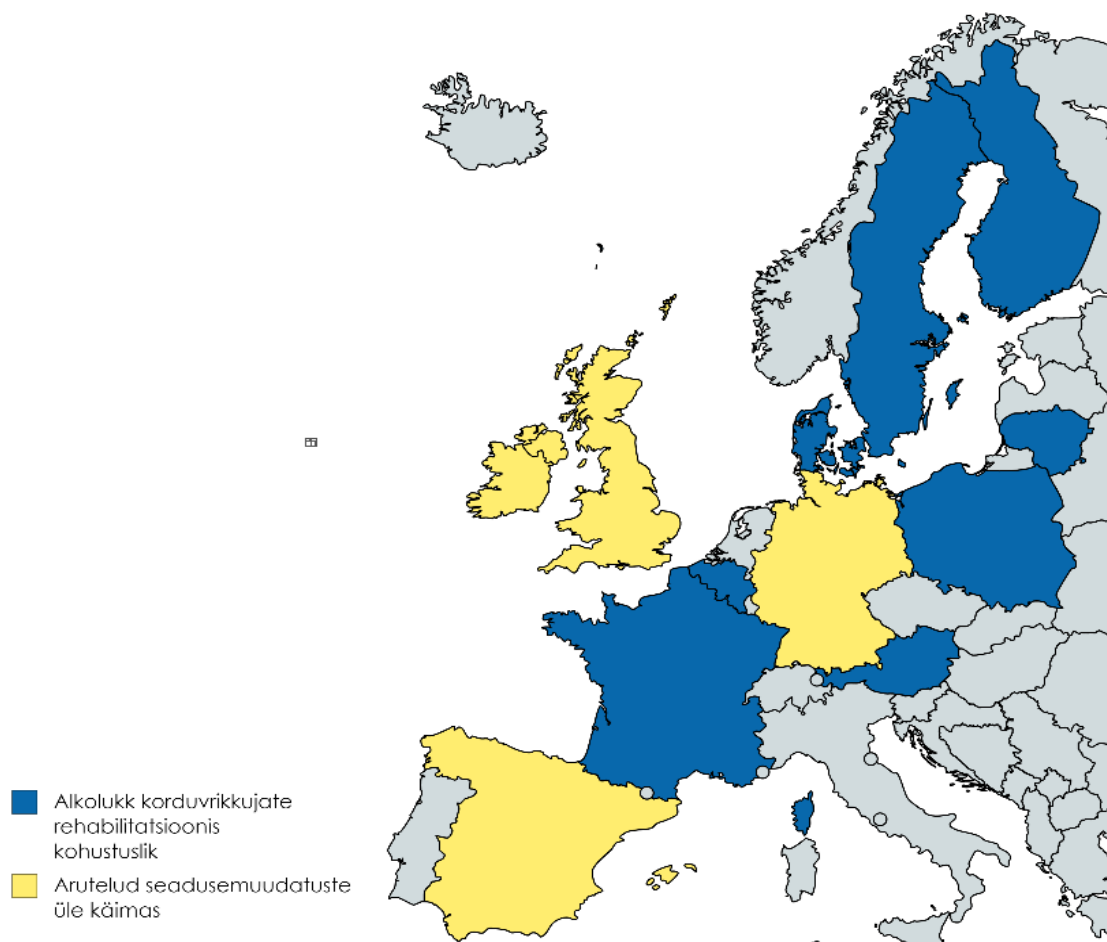 Alkolukk korduvrikkujate
rehabilitatsioonis
kohustuslik
Arutelud seadusemuudatuste
üle käimas